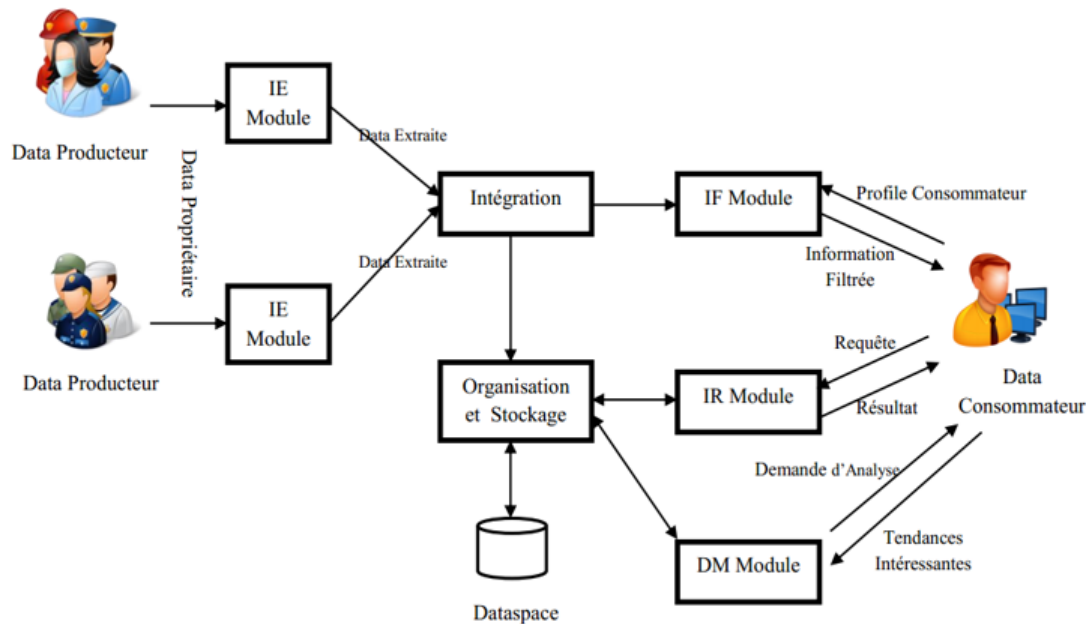 IE
Module
Data Producteur
Data Propriétaire
Data Extraite
Intégration
IF Module
Profile Consommateur
Information
Filtrée
Data Extraite
IE
Module
Data Producteur
Organisation
et Stockage
IR Module
Requête
Résultat
Data
Consommateur
Demande d'Analyse
DM Module
Tendances
Intéressantes
Dataspace